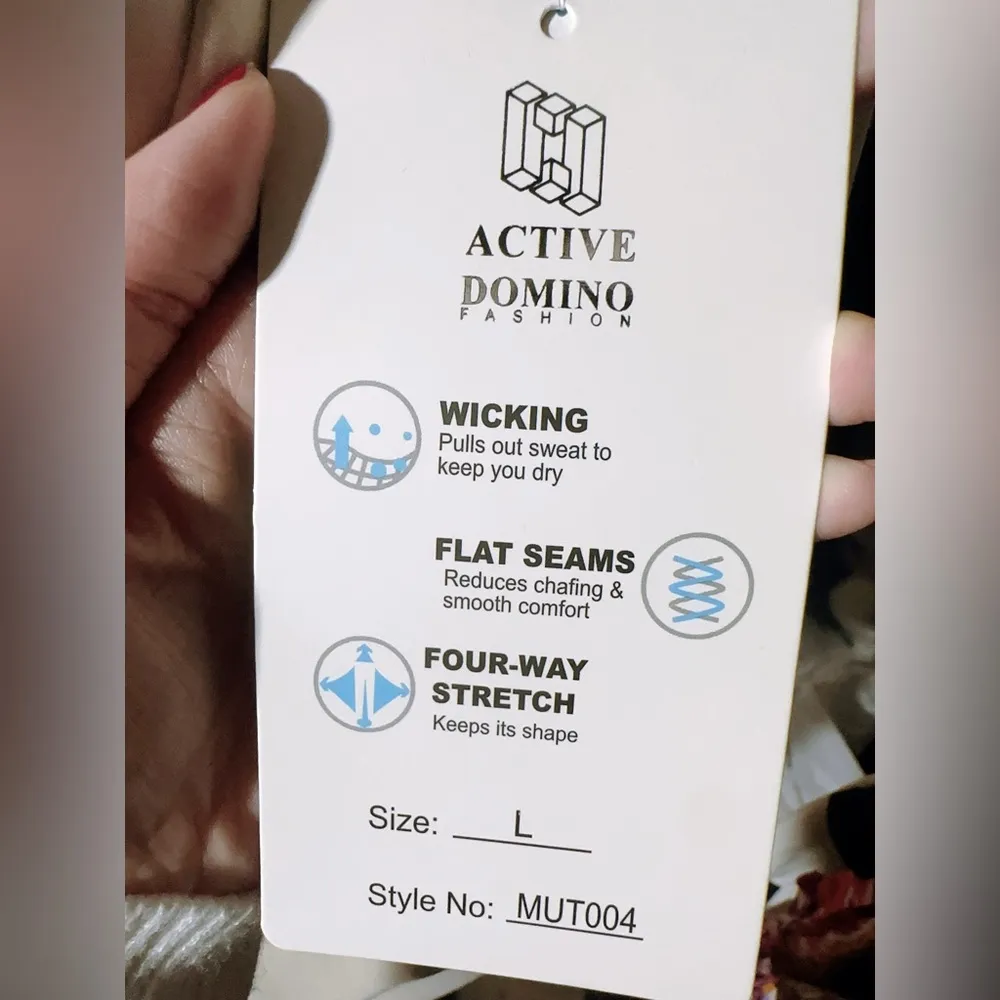 ACTIVE
DOMINO
FASHION
WICKING
Pulls out sweat to
keep you dry
FLAT SEAMS
Reduces chafing &
smooth comfort
FOUR-WAY
STRETCH
Keeps its shape
Size: L
Style No: MUT004